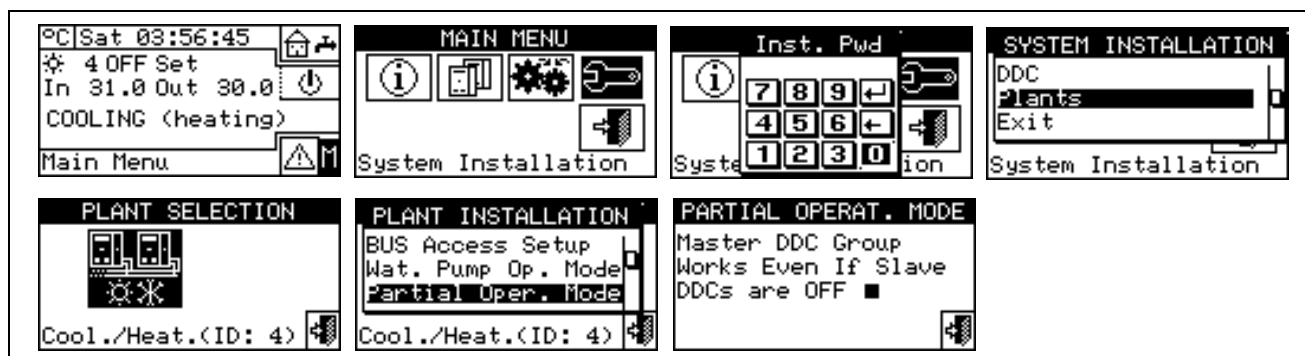 °C Sat 03:56:45
4 OFF Set
In 31.0 Out 30.0
COOLING (heating)
Main Menu M
MAIN MENU
i
System Installation
Inst. Pwd
i
7 8 9
4 5 6
1 2 3 0
Syste ion
SYSTEM INSTALLATION
DDC
Plants
Exit
System Installation
PLANT SELECTION
Cool./Heat.(ID: 4)
PLANT INSTALLATION
BUS Access Setup
Wat. Pump Op. Mode
Partial Oper. Mode
Cool./Heat.(ID: 4)
PARTIAL OPERAT. MODE
Master DDC Group
Works Even If Slave
DDCs are OFF